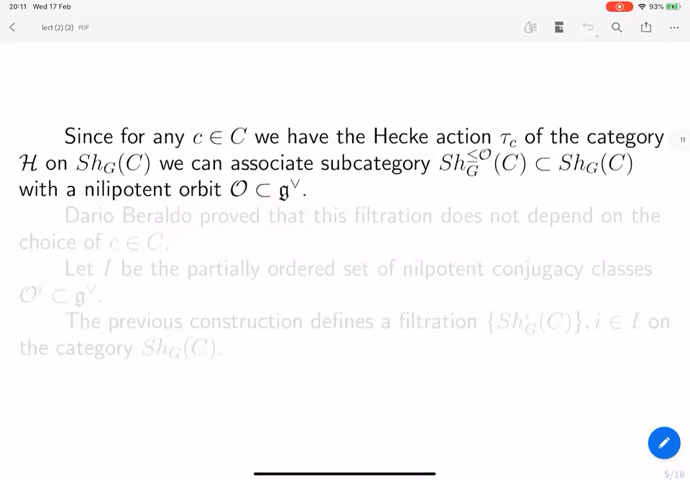 20:11 Wed 17 Feb 93%
lect (2) (2) PDF
11
Since for any c ∈ C we have the Hecke action τ_c of the category
ℋ on Sh_G(C) we can associate subcategory Sh_G^{≤𝒪}(C) ⊂ Sh_G(C)
with a nilipotent orbit 𝒪 ⊂ 𝔤^∨.
Dario Beraldo proved that this filtration does not depend on the
choice of c ∈ C.
Let I be the partially ordered set of nilpotent conjugacy classes
𝒪^i ⊂ 𝔤^∨.
The previous construction defines a filtration {Sh_G^i(C)}, i ∈ I on
the category Sh_G(C).
5/18